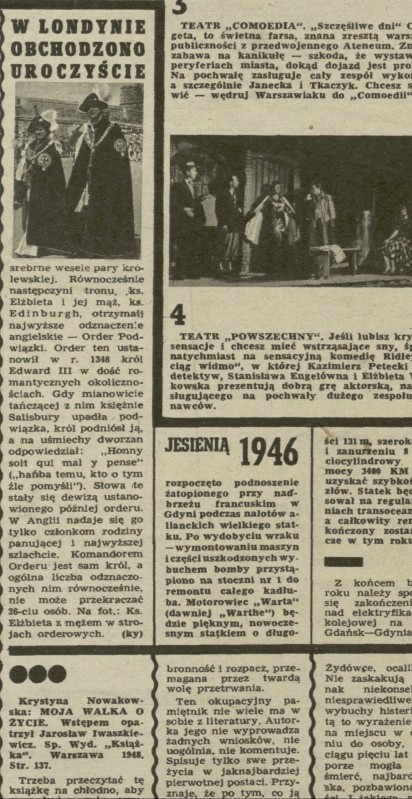 W LONDYNIE
OBCHODZONO
UROCZYŚCIE
srebrne wesele pary kró-
lewskiej. Równocześnie
następczyni tronu, ks.
Elżbieta i jej mąż, ks.
Edinburgh, otrzymali
najwyższe odznaczenie
angielskie — Order Pod-
wiązki. Order ten usta-
nowił w r. 1348 król
Edward III w dość ro-
mantycznych okoliczno-
ściach. Gdy mianowicie
tańczącej z nim księżnie
Salisbury upadła pod-
wiązka, król podniósł ją,
a na uśmiechy dworzan
odpowiedział: „Honny
soit qui mal y pense"
(„hańba temu, kto o tym
źle pomyśli"). Słowa te
stały się dewizą ustano-
wionego później orderu.
W Anglii nadaje się go
tylko członkom rodziny
panującej i najwyższej
szlachcie. Komandorem
Orderu jest sam król, a
ogólna liczba odznaczo-
nych nim równocześnie,
nie może przekraczać
26-ciu osób. Na fot.: Ks.
Elżbieta z mężem w stro-
jach orderowych. (ky)
3
TEATR „COMOEDIA". „Szczęśliwe dni" C
geta, to świetna farsa, znana zresztą wars
publiczności z przedwojennego Ateneum. Zn
zabawa na kanikułę — szkoda, że wystaw
peryferiach miasta, dokąd dojazd jest pro
Na pochwałę zasługuje cały zespół wyko
a szczególnie Janecka i Tkaczyk. Chcesz s
wić — wędruj Warszawiaku do „Comoedii"
4
TEATR „POWSZECHNY". Jeśli lubisz kry
sensacje i chcesz mieć wstrząsające sny, śp
natychmiast na sensacyjną komedię Ridley
ciąg widmo", w której Kazimierz Petecki
detektyw, Stanisława Engelówna i Elżbieta W
kowska prezentują dobrą grę aktorską, na
sługującego na pochwały dużego zespołu
nawców.
JESIENIĄ 1946
rozpoczęto podnoszenie
zatopionego przy nad-
brzeżu francuskim w
Gdyni podczas nalotów a-
lianckich wielkiego stat-
ku. Po wydobyciu wraku
— wymontowaniu maszyn
i części uszkodzonych wy-
buchem bomby przystą-
piono na stoczni nr 1 do
remontu całego kadłu-
ba. Motorowiec „Warta"
(dawniej „Warthe") bę-
dzie pięknym, nowocze-
snym statkiem o długo-
ści 131 m, szerok
i zanurzeniu 8
ciocylindrowy
mocy 3400 KM
uzyskać szybkoś
złów. Statek będ
sował na regula
niach transocean
a całkowity rem
kończony zostan
cze w tym roku
Z końcem b
roku należy spo
się zakończeni
nad elektryfika
kolejowej na
Gdańsk—Gdynia
Krystyna Nowakow-
ska: MOJA WALKA O
ŻYCIE. Wstępem opa-
trzył Jarosław Iwaszkie-
wicz. Sp. Wyd. „Książ-
ka". Warszawa 1948.
Str. 137.
Trzeba przeczytać tę
książkę na chłodno, aby
bronność i rozpacz, prze-
magana przez twardą
wolę przetrwania.
Ten okupacyjny pa-
miętnik nie wiele ma w
sobie z literatury. Autor-
ka jego nie wyprowadza
żadnych wniosków, nie
uogólnia, nie komentuje.
Spisuje tylko swe prze-
życia w jaknajbardziej
pierwotnej postaci. Przy-
znaje, że po tym, co ją
Żydówce, ocali
Nie zaskakują
nak niekonse
niesprawiedliwe
wybuchy histeri
tą to wyrażenie
na miejscu w
niu do osoby,
ciągu pięciu lat
porze mogła
śmierć, najbard
ska, pozbawion